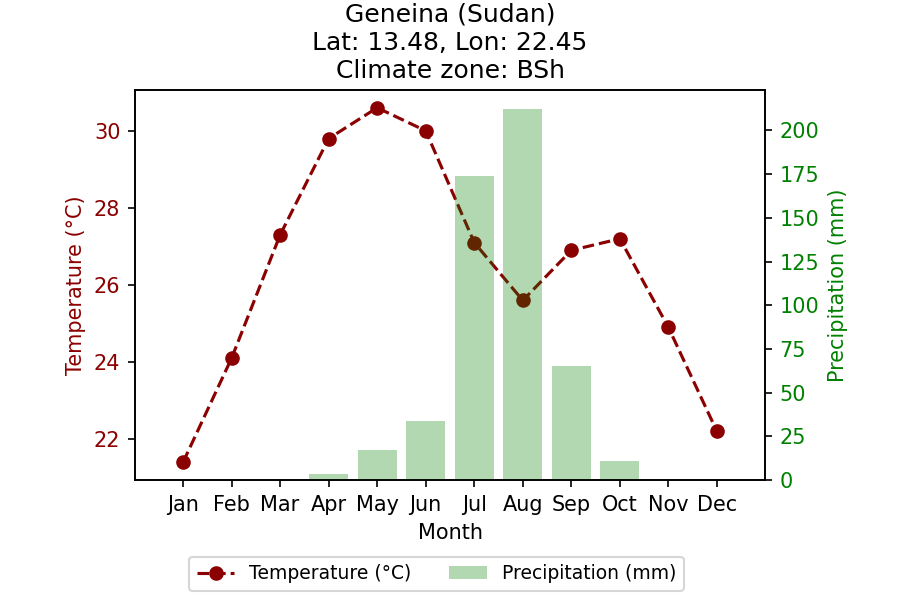 Geneina (Sudan)
Lat: 13.48, Lon: 22.45
Climate zone: BSh
Temperature (°C)
30
28
26
24
22
200
175
150
125
100
75
50
25
0
Precipitation (mm)
Jan Feb Mar Apr May Jun Jul Aug Sep Oct Nov Dec
Month
Temperature (°C) Precipitation (mm)